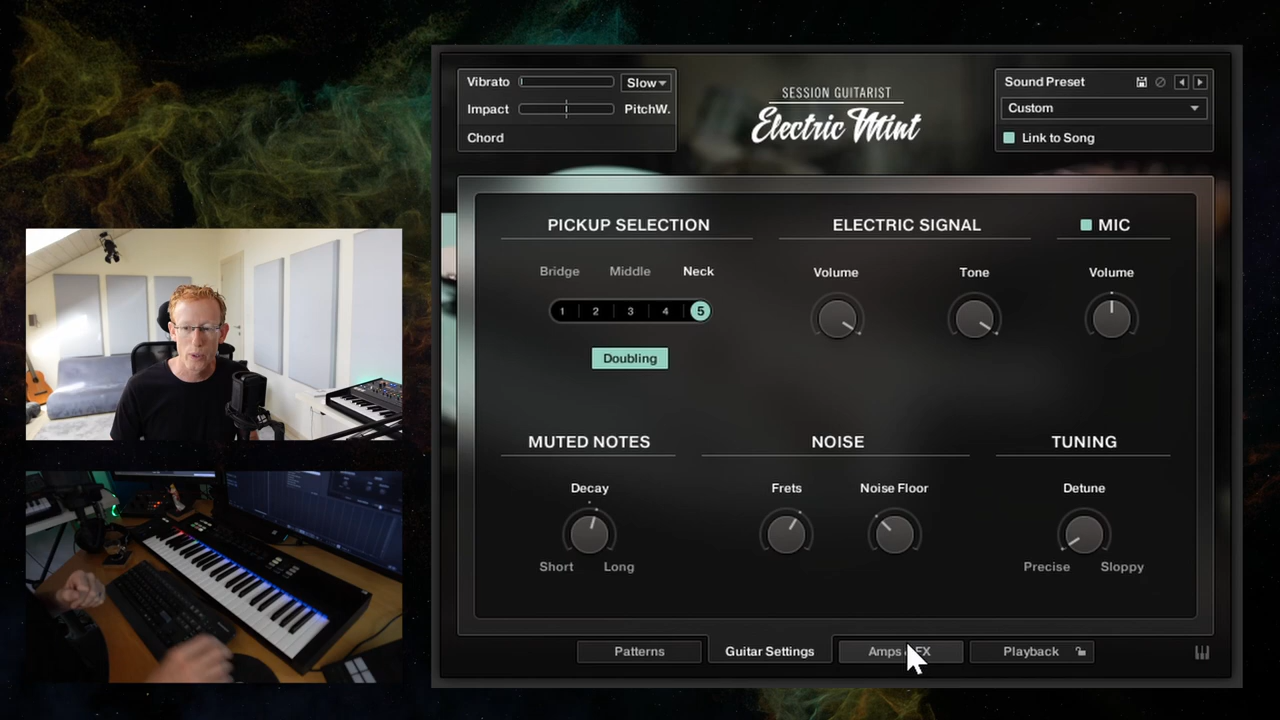 Vibrato Slow
Impact PitchW.
Chord
SESSION GUITARIST
Electric Mint
Sound Preset
Custom
Link to Song
PICKUP SELECTION
Bridge Middle Neck
1 2 3 4 5
Doubling
ELECTRIC SIGNAL
Volume Tone
MIC
Volume
MUTED NOTES
Decay
Short Long
NOISE
Frets Noise Floor
TUNING
Detune
Precise Sloppy
Patterns Guitar Settings Amps FX Playback